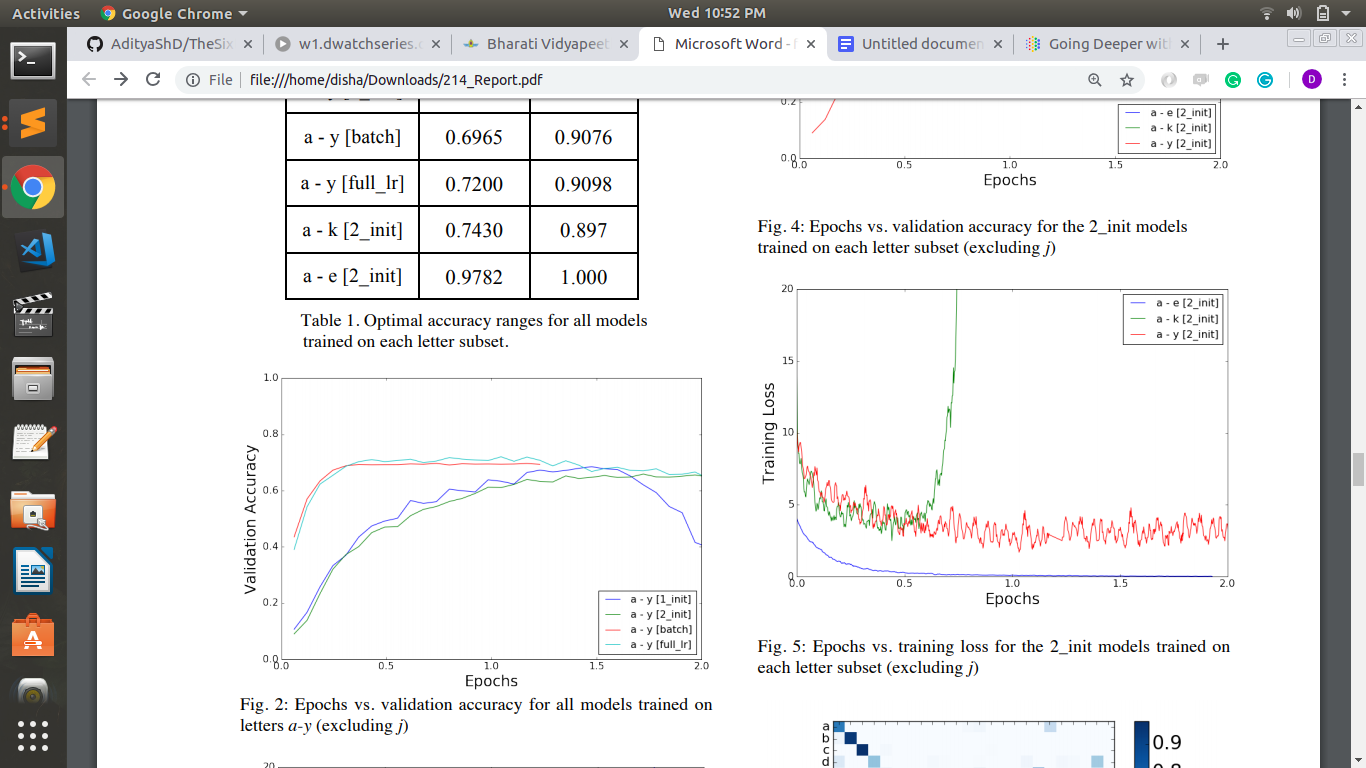 Activities
Google Chrome
Wed 10:52 PM
AdityaShD/TheSix
w1.dwatchseries.
Bharati Vidyapeet
Microsoft Word - f
Untitled documen
Going Deeper wit
File
file:///home/disha/Downloads/214_Report.pdf
D
a - y [batch] 0.6965 0.9076
a - y [full_lr] 0.7200 0.9098
a - k [2_init] 0.7430 0.897
a - e [2_init] 0.9782 1.000
Table 1. Optimal accuracy ranges for all models
trained on each letter subset.
1.0
0.8
0.6
0.4
0.2
0.0
Validation Accuracy
a - y [1_init]
a - y [2_init]
a - y [batch]
a - y [full_lr]
0.0 0.5 1.0 1.5 2.0
Epochs
Fig. 2: Epochs vs. validation accuracy for all models trained on
letters a-y (excluding j)
20
0.2
0.0
a - e [2_init]
a - k [2_init]
a - y [2_init]
0.0 0.5 1.0 1.5 2.0
Epochs
Fig. 4: Epochs vs. validation accuracy for the 2_init models
trained on each letter subset (excluding j)
20
15
10
5
0
Training Loss
a - e [2_init]
a - k [2_init]
a - y [2_init]
0.0 0.5 1.0 1.5 2.0
Epochs
Fig. 5: Epochs vs. training loss for the 2_init models trained on
each letter subset (excluding j)
a
b
c
d
0.9